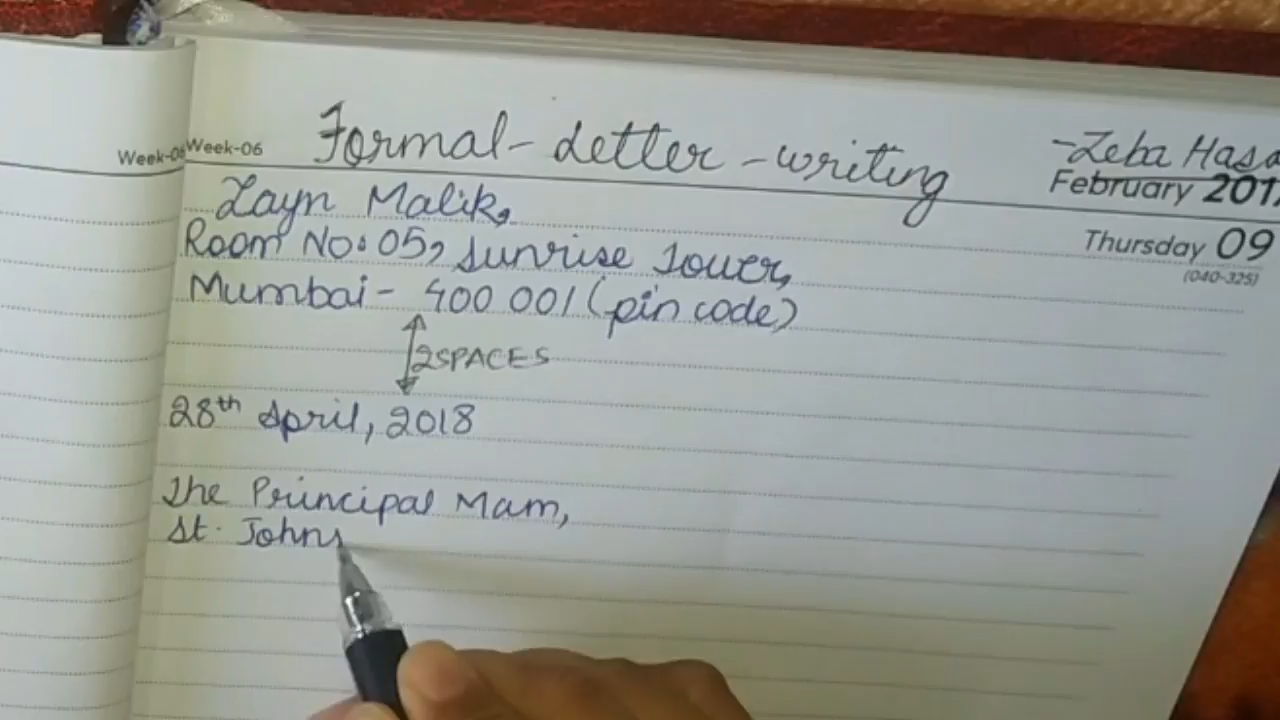 Week-06
Week-06
Formal-Letter-writing
-Zeba Hasa
February 201
Thursday 09
(040-325)
Zayn Malik,
Room No: 05, Sunrise Tower,
Mumbai - 400 001 (pin code)
2 SPACES
28th April, 2018
The Principal Mam,
St. Johns